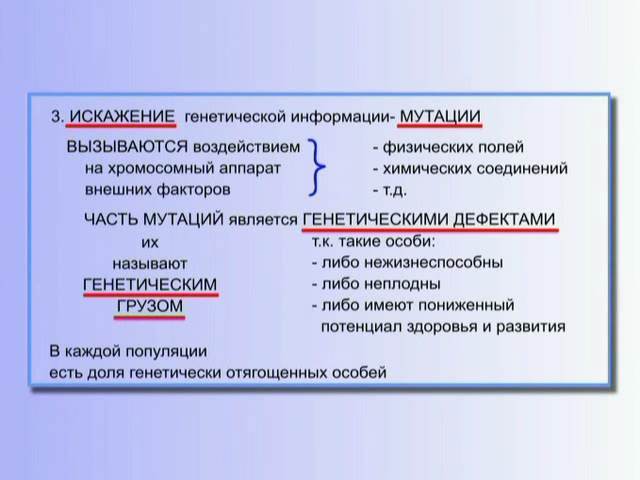 3. ИСКАЖЕНИЕ генетической информации- МУТАЦИИ
ВЫЗЫВАЮТСЯ воздействием
на хромосомный аппарат
внешних факторов
- физических полей
- химических соединений
- т.д.
ЧАСТЬ МУТАЦИЙ является ГЕНЕТИЧЕСКИМИ ДЕФЕКТАМИ
их
называют
ГЕНЕТИЧЕСКИМ
ГРУЗОМ
т.к. такие особи:
- либо нежизнеспособны
- либо неплодны
- либо имеют пониженный
потенциал здоровья и развития
В каждой популяции
есть доля генетически отягощенных особей